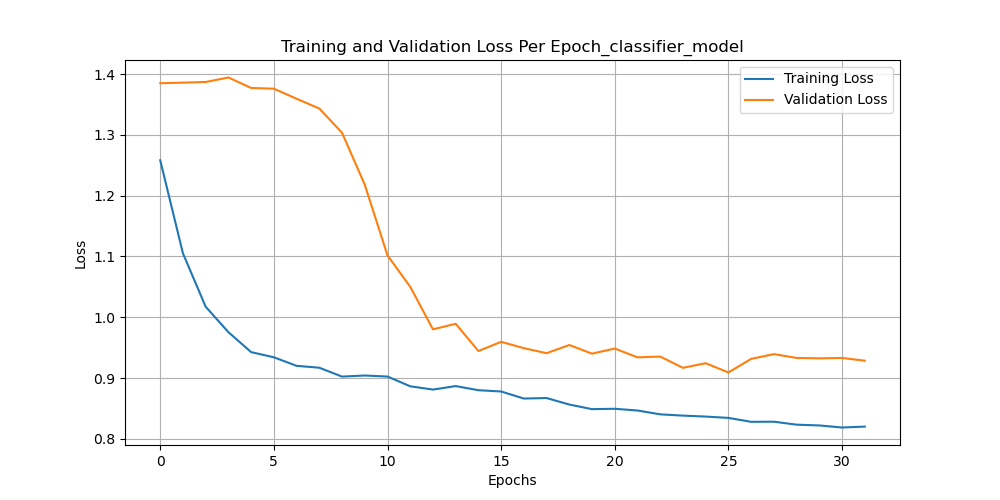 Training and Validation Loss Per Epoch_classifier_model
Training Loss
Validation Loss
1.4
1.3
1.2
1.1
1.0
0.9
0.8
Loss
0 5 10 15 20 25 30
Epochs